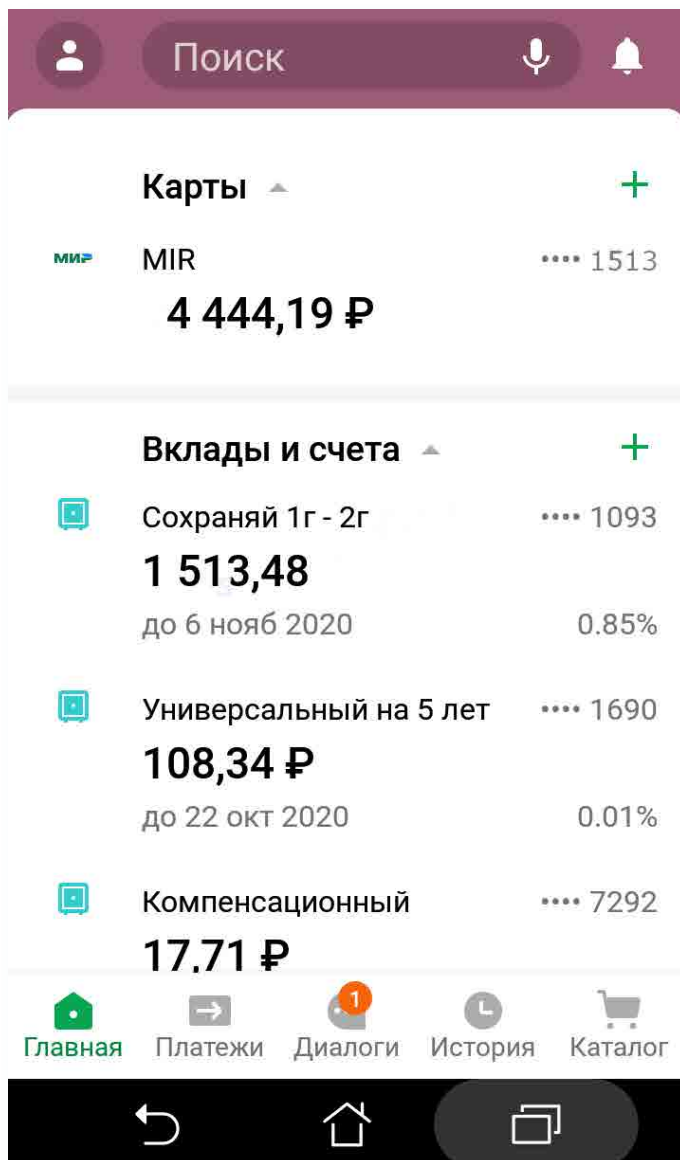 Поиск
Карты
МИР MIR •••• 1513
4 444,19 ₽
Вклады и счета
Сохраняй 1г - 2г •••• 1093
1 513,48
до 6 нояб 2020 0.85%
Универсальный на 5 лет •••• 1690
108,34 ₽
до 22 окт 2020 0.01%
Компенсационный •••• 7292
17,71 ₽
1
Главная Платежи Диалоги История Каталог